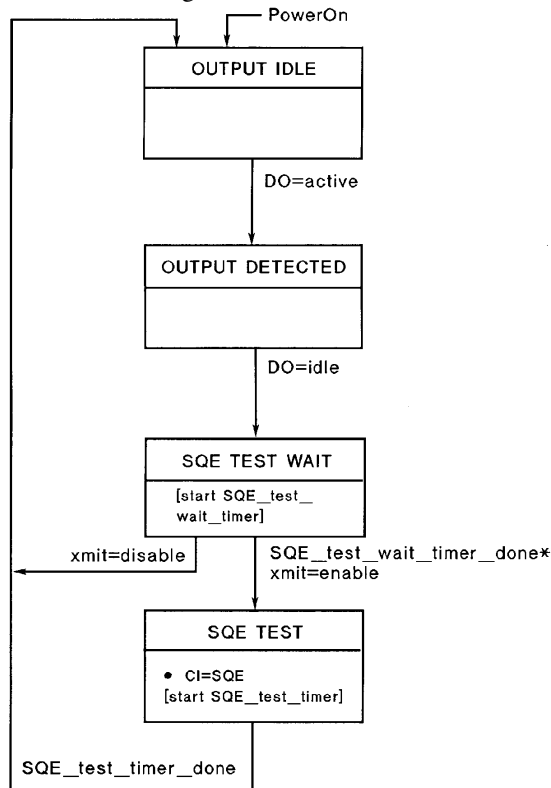 PowerOn
OUTPUT IDLE
DO=active
OUTPUT DETECTED
DO=idle
SQE TEST WAIT
[start SQE_test_
wait_timer]
xmit=disable
SQE_test_wait_timer_done*
xmit=enable
SQE TEST
• CI=SQE
[start SQE_test_timer]
SQE_test_timer_done